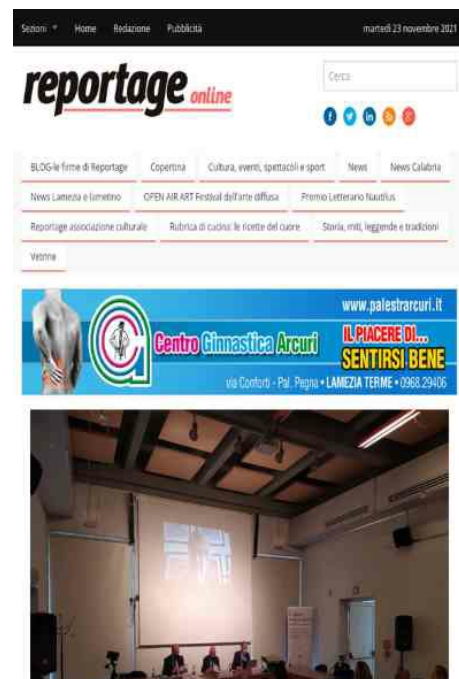 Sezioni Home Redazione Pubblicità martedì 23 novembre 2021
reportage online
Cerca
BLOG-le firme di Reportage Copertina Cultura, eventi, spettacoli e sport News News Calabria
News Lamezia e lametino OPEN AIR ART Festival dell'arte diffusa Premio Letterario Nautilus
Reportage associazione culturale Rubrica di cucina: le ricette del cuore Storia, miti, leggende e tradizioni
Vetrina
www.palestrarcuri.it
Centro Ginnastica Arcuri
IL PIACERE DI...
SENTIRSI BENE
via Conforti - Pal. Pegna • LAMEZIA TERME • 0968.29406